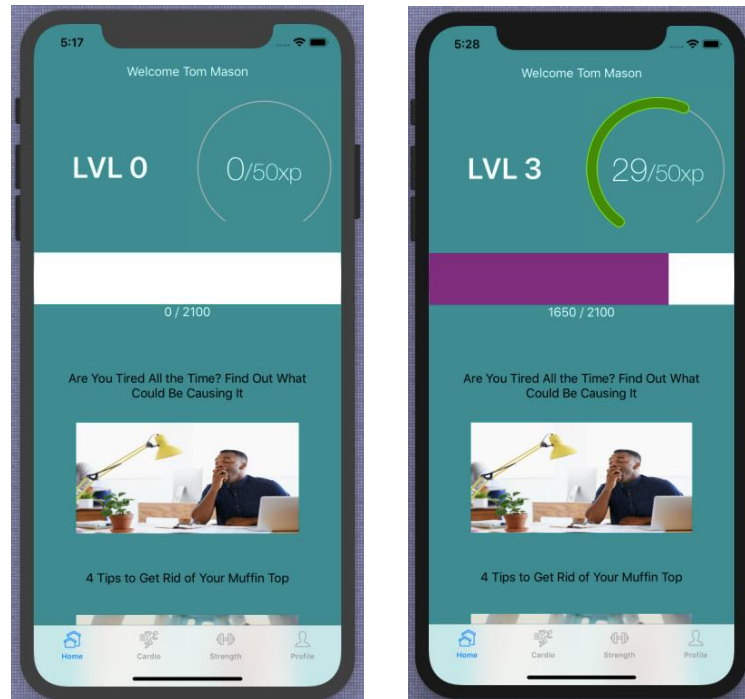 5:17
Welcome Tom Mason
LVL 0
0/50xp
0 / 2100
Are You Tired All the Time? Find Out What
Could Be Causing It
4 Tips to Get Rid of Your Muffin Top
Home
Cardio
Strength
Profile
5:28
Welcome Tom Mason
LVL 3
29/50xp
1650 / 2100
Are You Tired All the Time? Find Out What
Could Be Causing It
4 Tips to Get Rid of Your Muffin Top
Home
Cardio
Strength
Profile